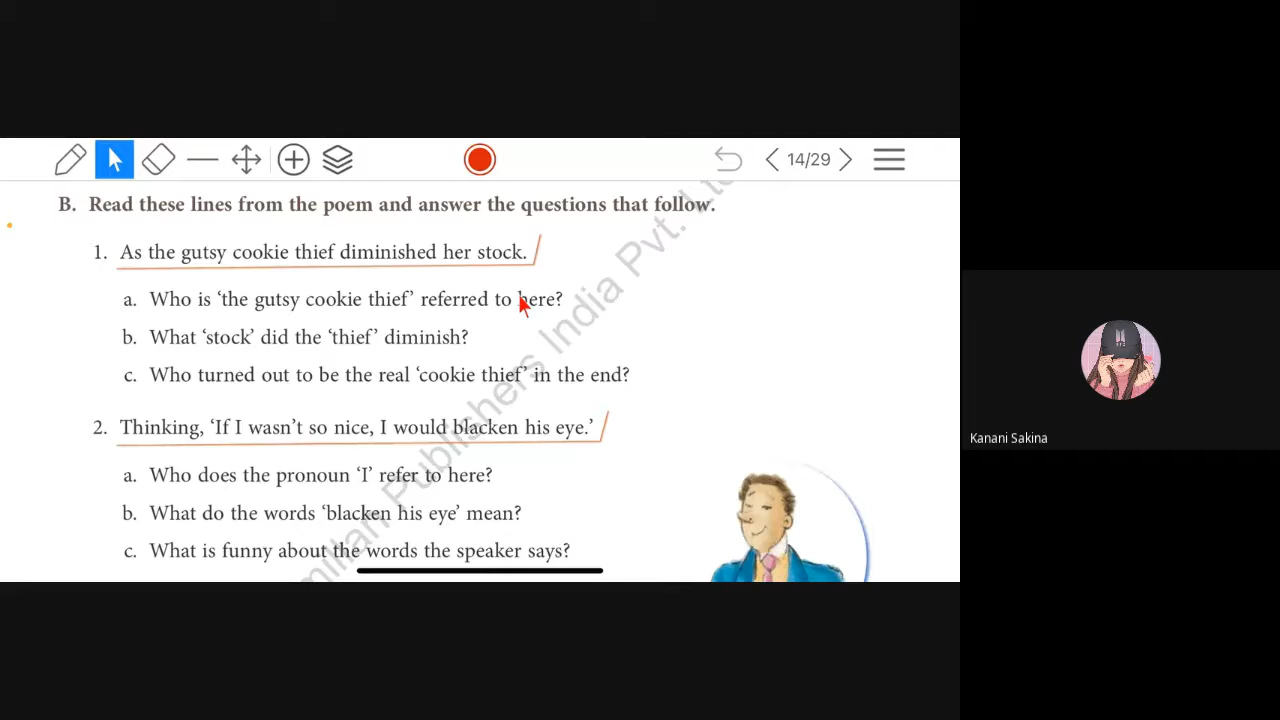 14/29
B. Read these lines from the poem and answer the questions that follow.
1. As the gutsy cookie thief diminished her stock.
a. Who is ‘the gutsy cookie thief’ referred to here?
b. What ‘stock’ did the ‘thief’ diminish?
c. Who turned out to be the real ‘cookie thief’ in the end?
2. Thinking, ‘If I wasn’t so nice, I would blacken his eye.’
a. Who does the pronoun ‘I’ refer to here?
b. What do the words ‘blacken his eye’ mean?
c. What is funny about the words the speaker says?
Publishers India Pvt. Ltd
Kanani Sakina